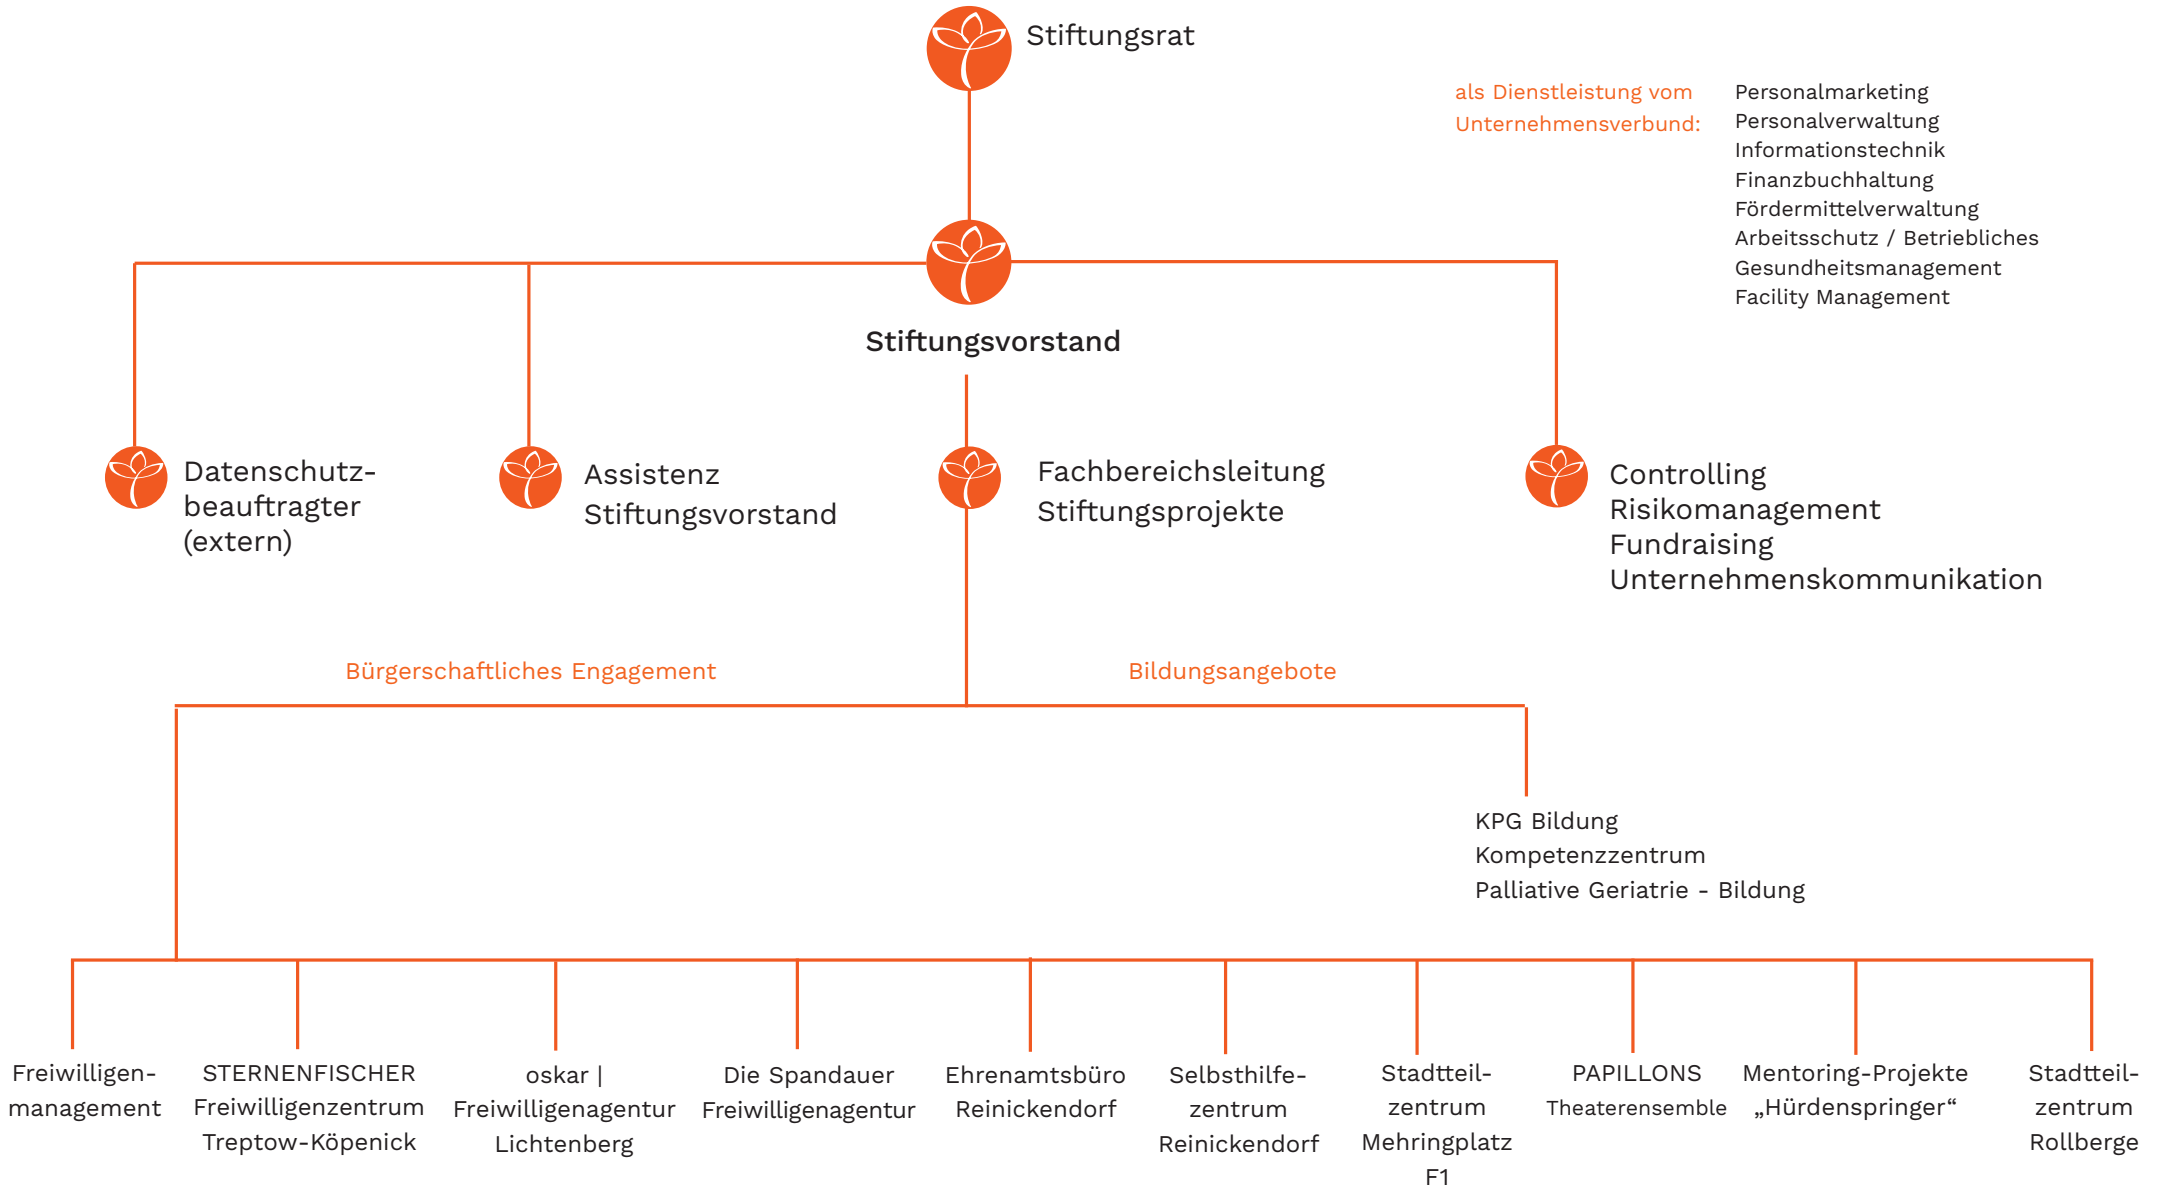 Stiftungsrat
als Dienstleistung vom
Unternehmensverbund:
Personalmarketing
Personalverwaltung
Informationstechnik
Finanzbuchhaltung
Fördermittelverwaltung
Arbeitsschutz / Betriebliches
Gesundheitsmanagement
Facility Management
Stiftungsvorstand
Datenschutz-
beauftragter
(extern)
Assistenz
Stiftungsvorstand
Fachbereichsleitung
Stiftungsprojekte
Controlling
Risikomanagement
Fundraising
Unternehmenskommunikation
Bürgerschaftliches Engagement
Bildungsangebote
KPG Bildung
Kompetenzzentrum
Palliative Geriatrie - Bildung
Freiwilligen-
management
STERNENFISCHER
Freiwilligenzentrum
Treptow-Köpenick
oskar |
Freiwilligenagentur
Lichtenberg
Die Spandauer
Freiwilligenagentur
Ehrenamtsbüro
Reinickendorf
Selbsthilfe-
zentrum
Reinickendorf
Stadtteil-
zentrum
Mehringplatz
F1
PAPILLONS
Theaterensemble
Mentoring-Projekte
„Hürdenspringer“
Stadtteil-
zentrum
Rollberge